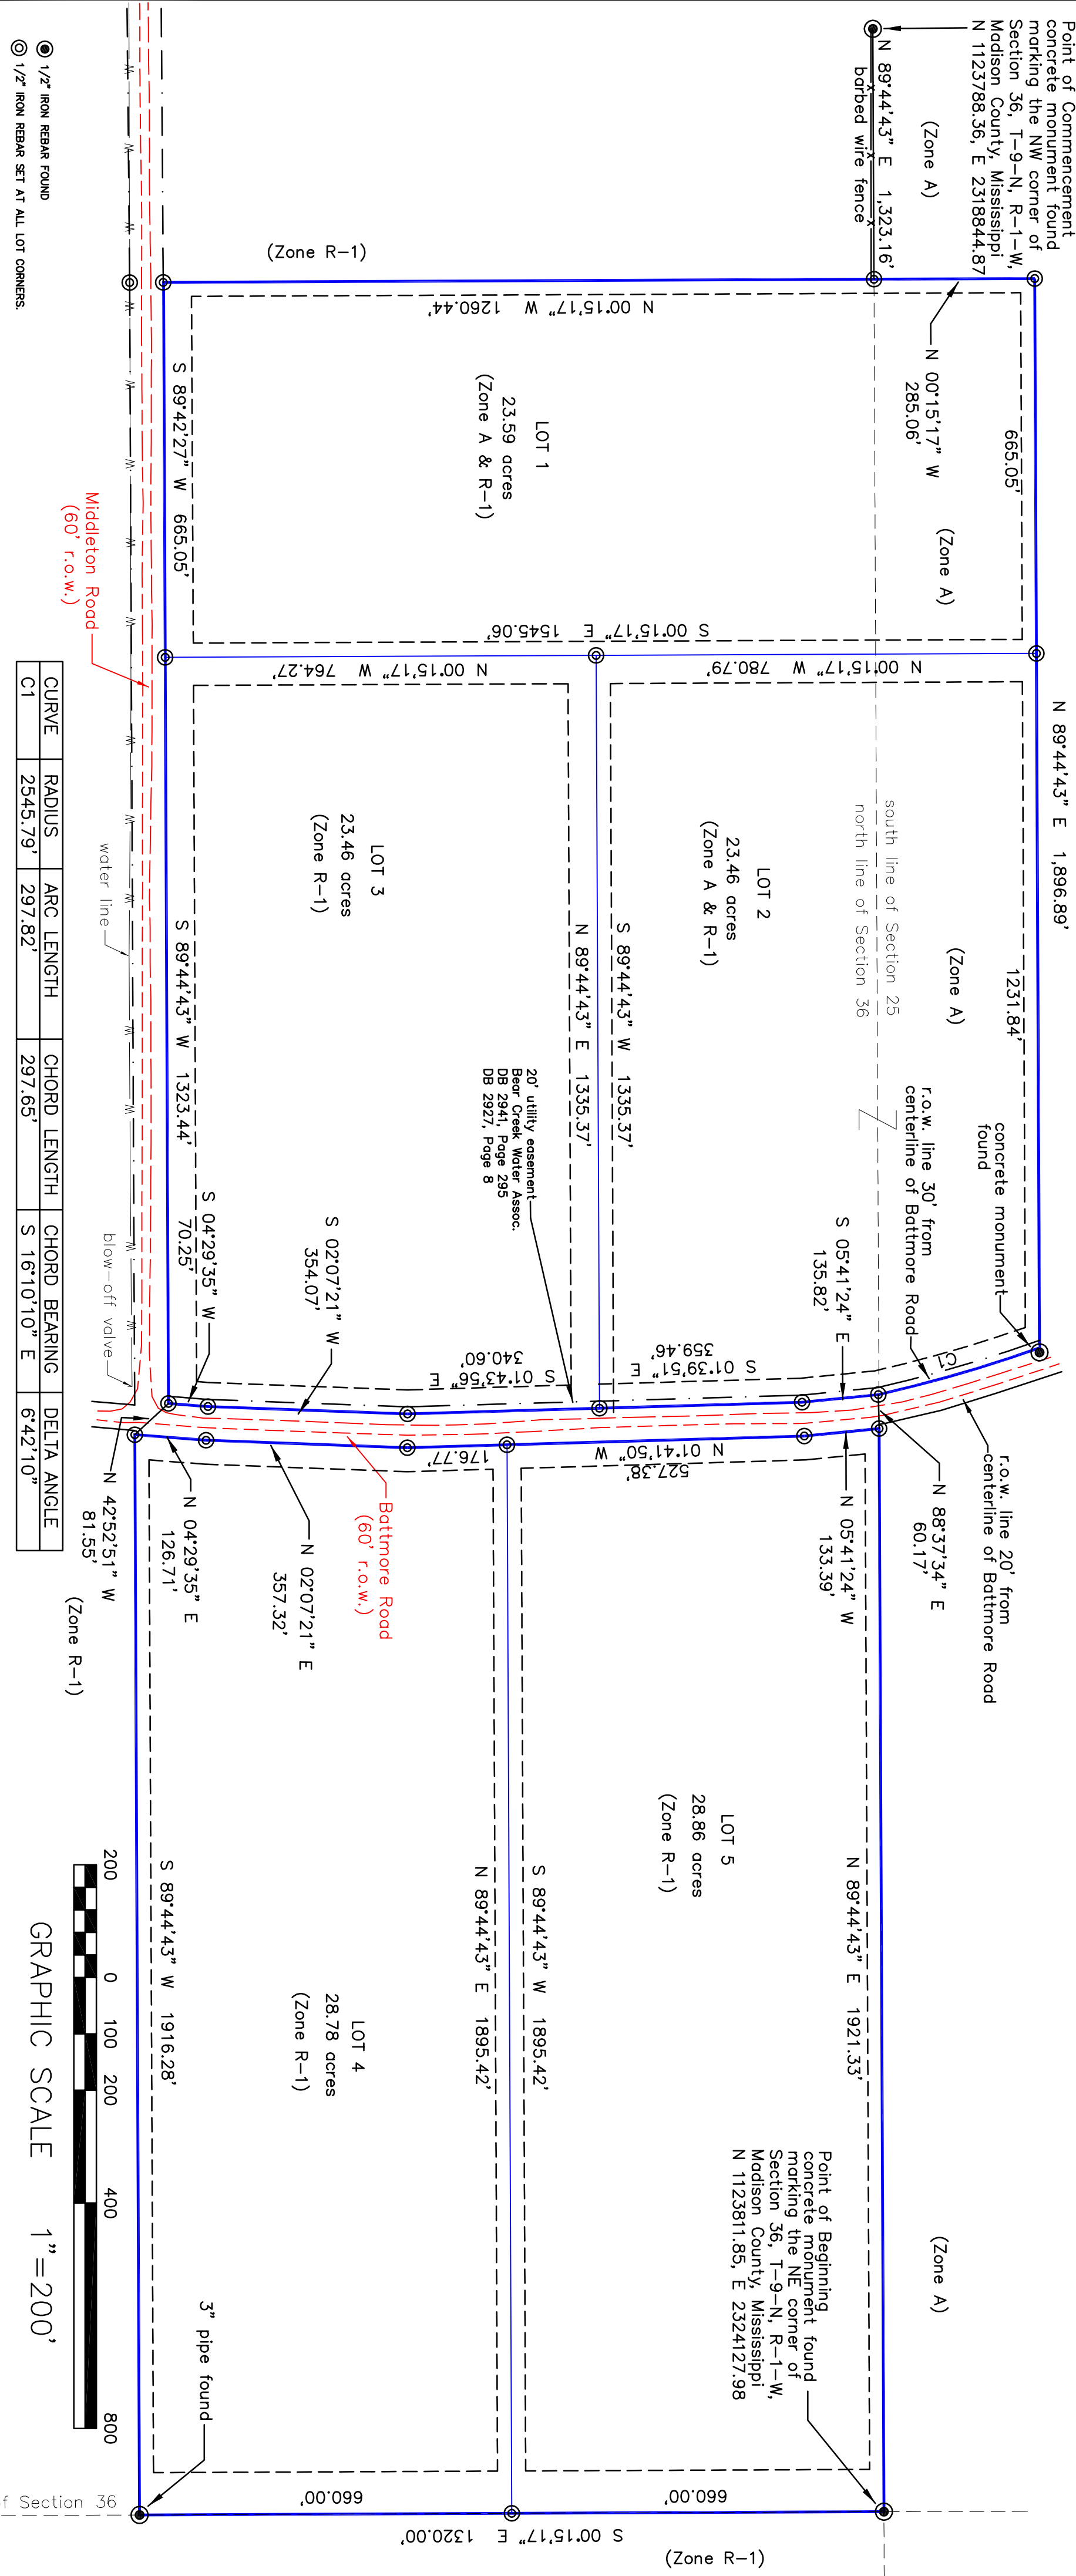 Point of Commencement
concrete monument found
marking the NW corner of
Section 36, T-9-N, R-1-W,
Madison County, Mississippi
N 1123788.36, E 2318844.87
(Zone A)
N 89°44'43" E 1,323.16'
barbed wire fence
x x x
N 00°15'17" W
285.06'
665.05'
(Zone A)
N 89°44'43" E 1,896.89'
1231.84'
(Zone A)
south line of Section 25
north line of Section 36
concrete monument
found
r.o.w. line 30' from
centerline of Battmore Road
C1
r.o.w. line 20' from
centerline of Battmore Road
N 88°37'34" E
60.17'
(Zone R-1)
N 00°15'17" W 1260.44'
LOT 1
23.59 acres
(Zone A & R-1)
S 89°42'27" W 665.05'
S 00°15'17" E 1545.06'
N 00°15'17" W 780.79'
N 00°15'17" W 764.27'
LOT 2
23.46 acres
(Zone A & R-1)
S 89°44'43" W 1335.37'
N 89°44'43" E 1335.37'
LOT 3
23.46 acres
(Zone R-1)
S 89°44'43" W 1323.44'
20' utility easement
Bear Creek Water Assoc.
DB 2941, Page 295
DB 2927, Page 8
S 05°41'24" E
135.82'
S 01°39'51" E
359.46'
S 01°43'56" E
340.60'
S 02°07'21" W
354.07'
S 04°29'35" W
70.25'
N 05°41'24" W
133.39'
N 01°41'50" W
527.38'
176.77'
Battmore Road
(60' r.o.w.)
N 02°07'21" E
357.32'
N 04°29'35" E
126.71'
N 42°52'51" W
81.55'
(Zone R-1)
N 89°44'43" E 1921.33'
LOT 5
28.86 acres
(Zone R-1)
S 89°44'43" W 1895.42'
N 89°44'43" E 1895.42'
LOT 4
28.78 acres
(Zone R-1)
S 89°44'43" W 1916.28'
(Zone A)
Point of Beginning
concrete monument found
marking the NE corner of
Section 36, T-9-N, R-1-W,
Madison County, Mississippi
N 1123811.85, E 2324127.98
660.00'
660.00'
S 00°15'17" E 1320.00'
(Zone R-1)
3" pipe found
f Section 36
Middleton Road
(60' r.o.w.)
water line
blow-off valve
W W W W W W W W W W W W W
1/2" IRON REBAR FOUND
1/2" IRON REBAR SET AT ALL LOT CORNERS.
CURVE RADIUS ARC LENGTH CHORD LENGTH CHORD BEARING DELTA ANGLE
C1 2545.79' 297.82' 297.65' S 16°10'10" E 6°42'10"
200 0 100 200 400 800
GRAPHIC SCALE 1"=200'